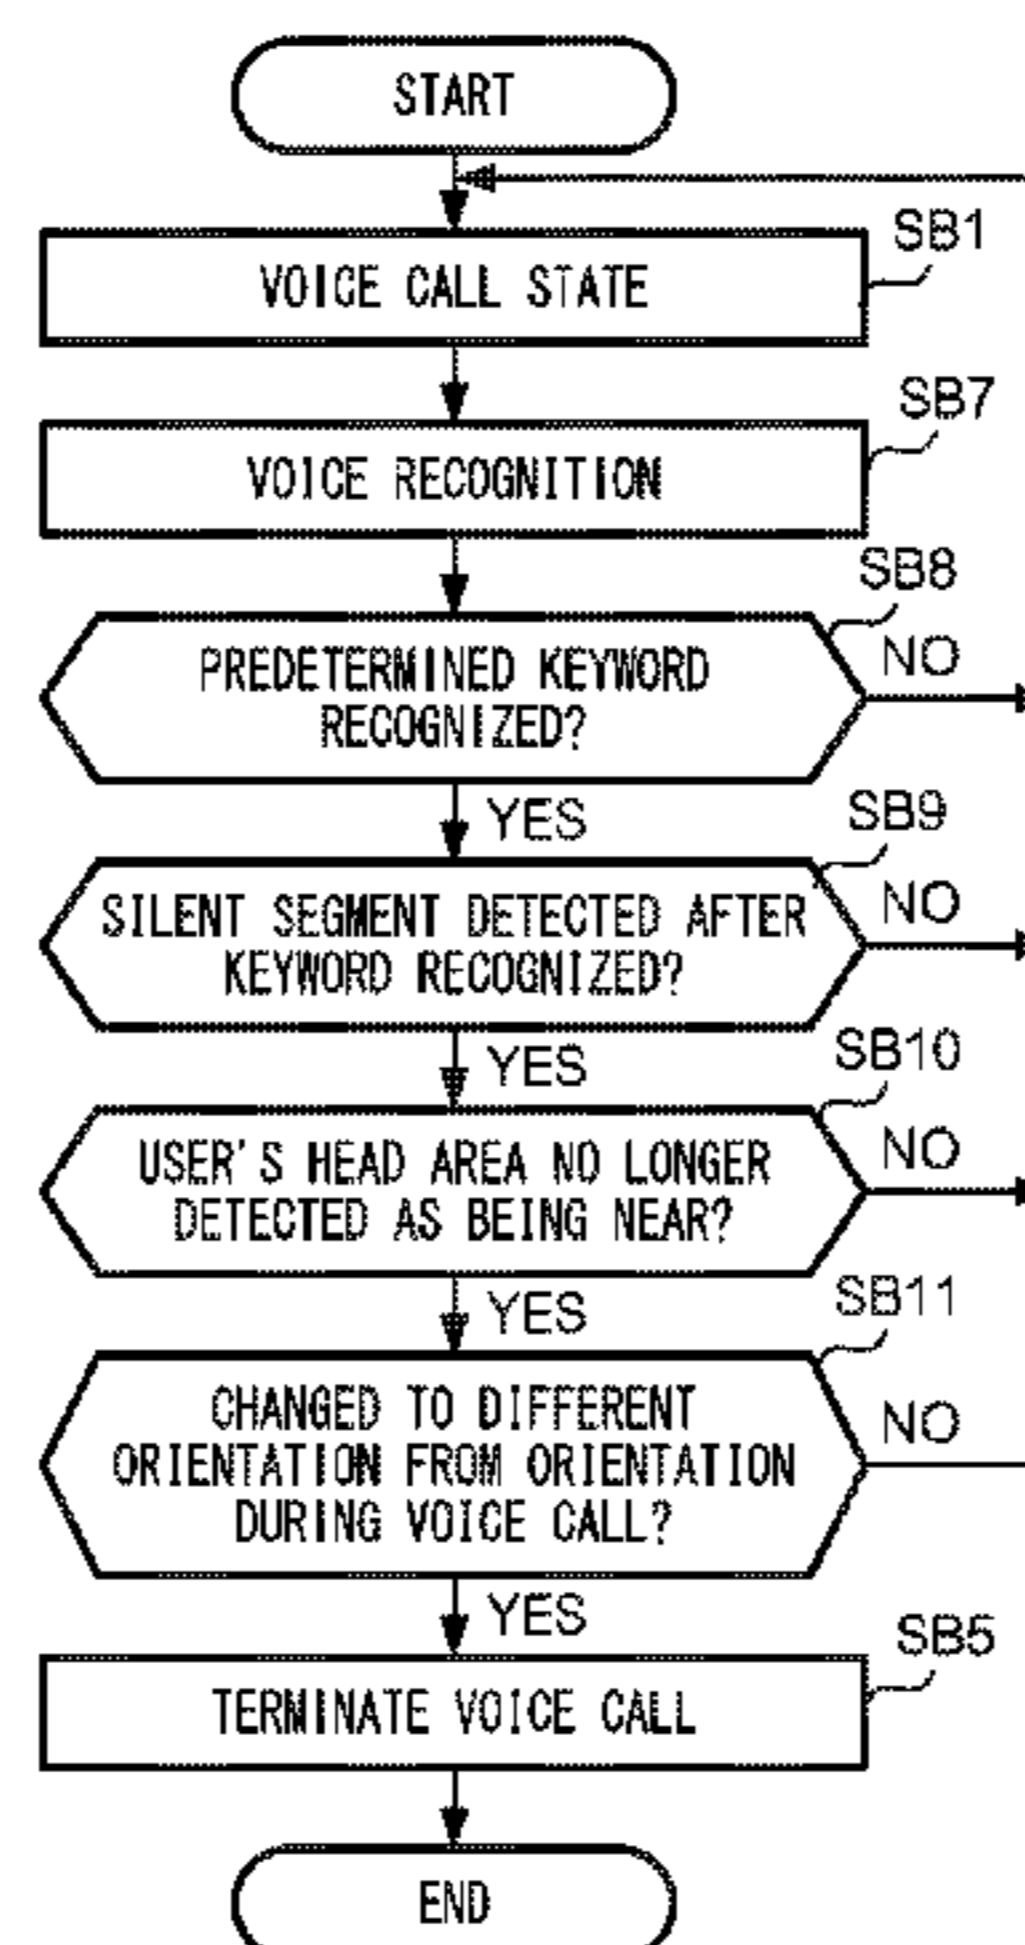 START
SB1
VOICE CALL STATE
SB7
VOICE RECOGNITION
SB8
PREDETERMINED KEYWORD
RECOGNIZED?
NO
YES
SB9
SILENT SEGMENT DETECTED AFTER
KEYWORD RECOGNIZED?
NO
YES
SB10
USER'S HEAD AREA NO LONGER
DETECTED AS BEING NEAR?
NO
YES
SB11
CHANGED TO DIFFERENT
ORIENTATION FROM ORIENTATION
DURING VOICE CALL?
NO
YES
SB5
TERMINATE VOICE CALL
END